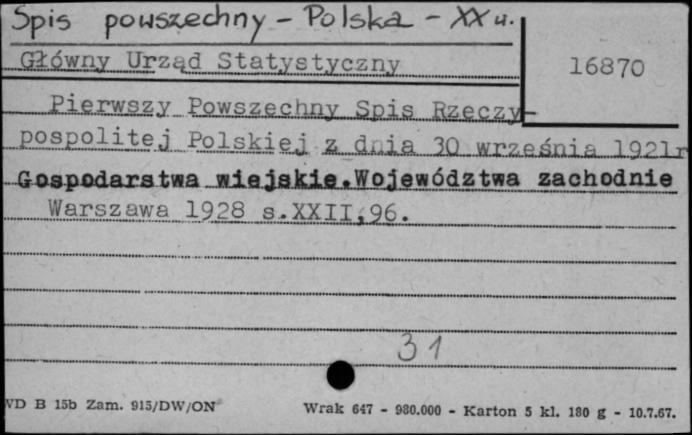 Spis powszechny - Polska - XX w.
Główny Urząd Statystyczny
16870
Pierwszy Powszechny Spis Rzeczy-
pospolitej Polskiej z dnia 30 września 1921r
Gospodarstwa wiejskie.Województwa zachodnie
Warszawa 1928 s.XXII,96.
31
WD B 15b Zam. 915/DW/ON
Wrak 647 - 980.000 - Karton 5 kl. 180 g - 10.7.67.